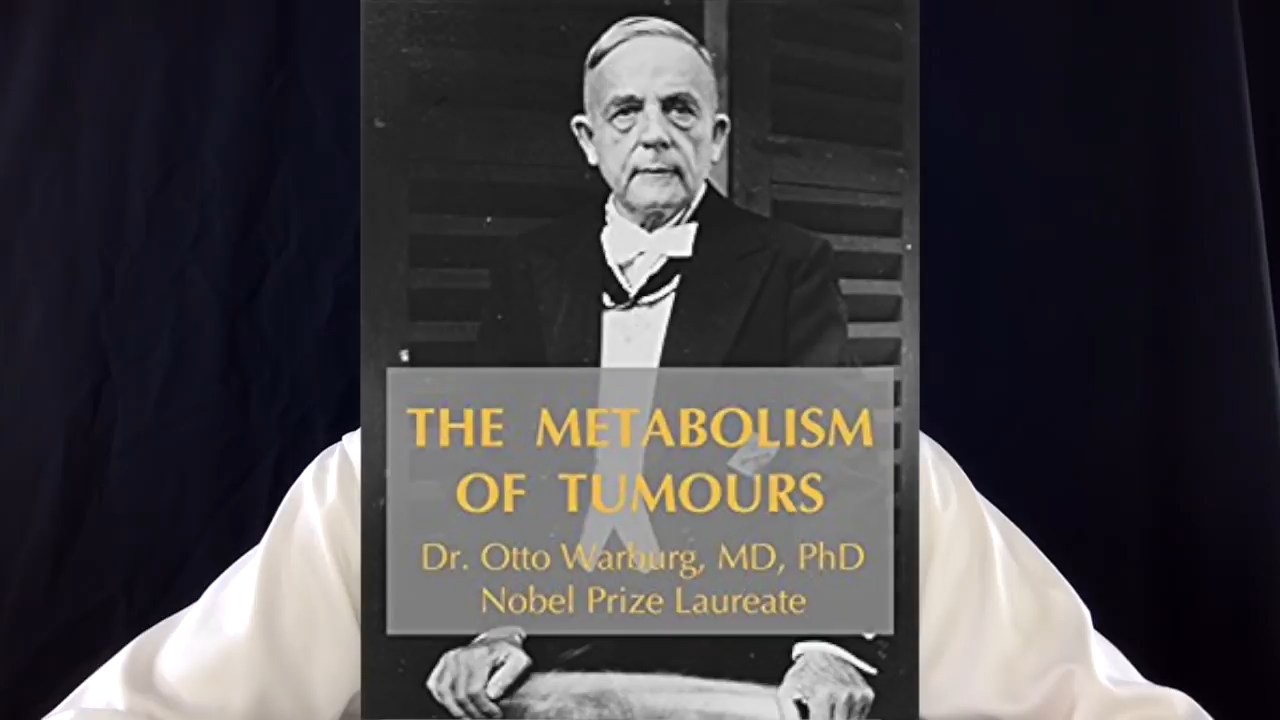 THE METABOLISM
OF TUMOURS
Dr. Otto Warburg, MD, PhD
Nobel Prize Laureate